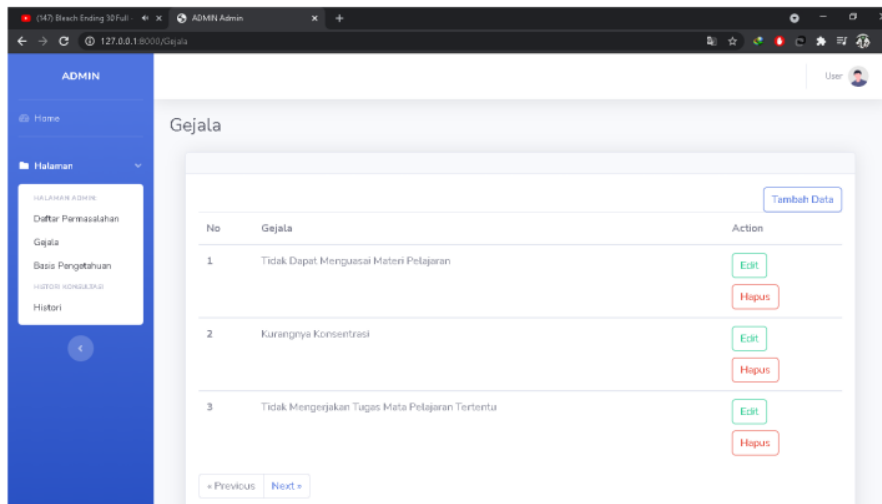 (147) Bleach Ending 30 Full -
ADMIN Admin
127.0.0.1:8000/Gejala
ADMIN
User
Home
Gejala
Halaman
HALAMAN ADMIN
Daftar Permasalahan
Gejala
Basis Pengetahuan
HISTORI KONSULTASI
Histori
Tambah Data
No Gejala Action
1 Tidak Dapat Menguasai Materi Pelajaran Edit
Hapus
2 Kurangnya Konsentrasi Edit
Hapus
3 Tidak Mengerjakan Tugas Mata Pelajaran Tertentu Edit
Hapus
« Previous Next »